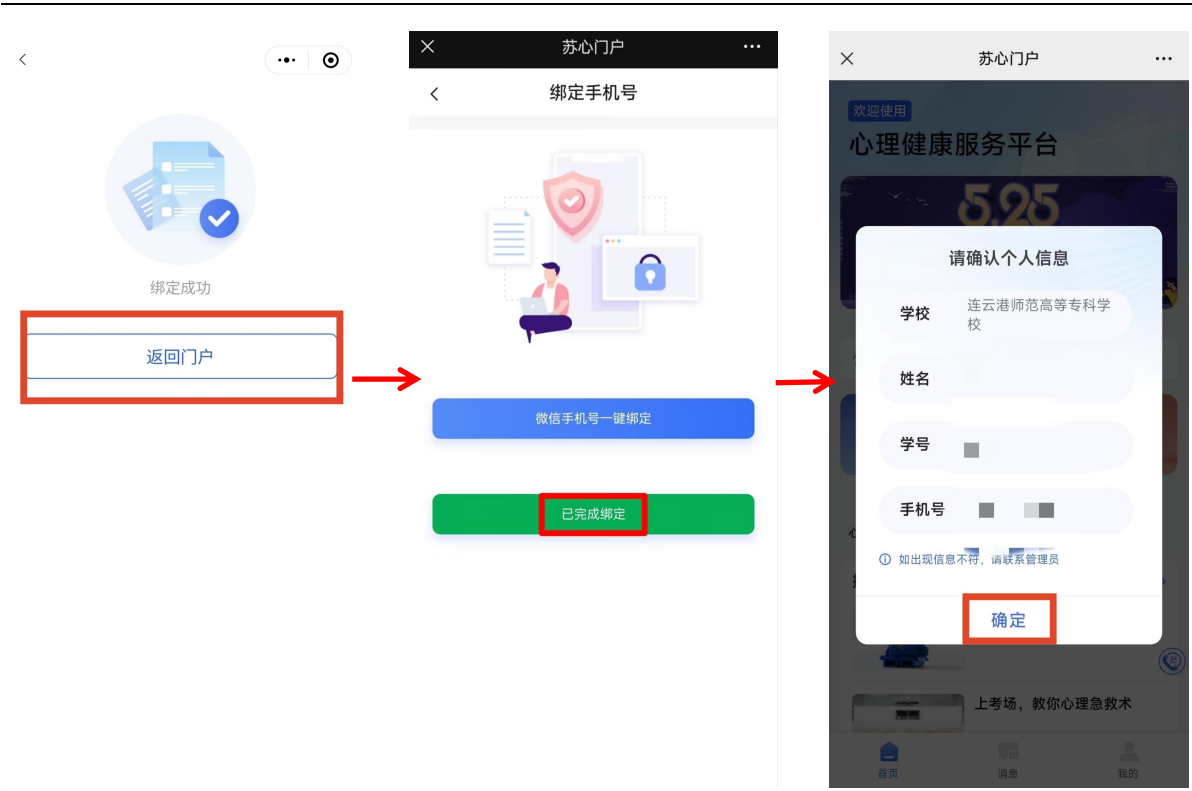 绑定成功
返回门户
苏心门户
绑定手机号
微信手机号一键绑定
已完成绑定
苏心门户
欢迎使用
心理健康服务平台
5.25
请确认个人信息
学校
连云港师范高等专科学
校
姓名
学号
手机号
如出现信息不符，请联系管理员
确定
上考场，教你心理急救术
首页
消息
我的